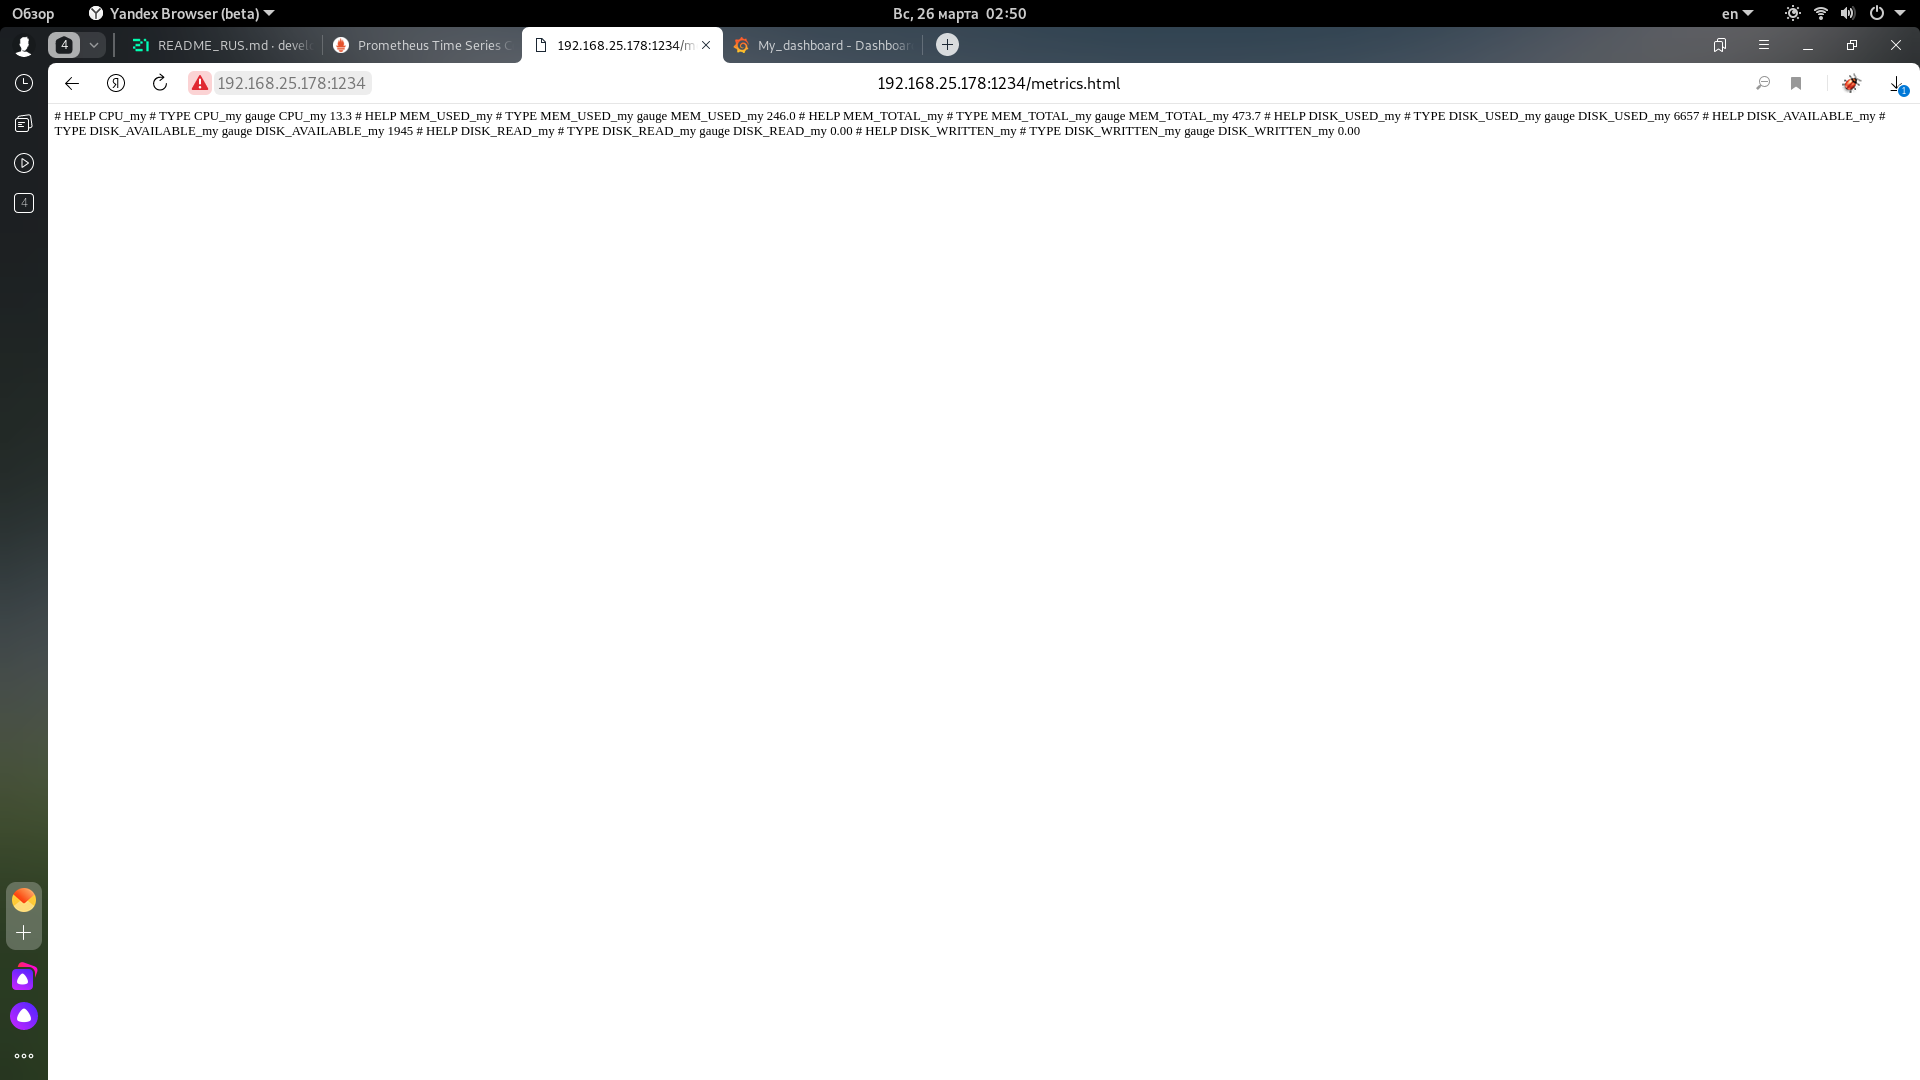 Обзор
Yandex Browser (beta)
Вс, 26 марта 02:50
en
4
README_RUS.md · devel
Prometheus Time Series C
192.168.25.178:1234/m
My_dashboard - Dashboar
192.168.25.178:1234
192.168.25.178:1234/metrics.html
1
# HELP CPU_my # TYPE CPU_my gauge CPU_my 13.3 # HELP MEM_USED_my # TYPE MEM_USED_my gauge MEM_USED_my 246.0 # HELP MEM_TOTAL_my # TYPE MEM_TOTAL_my gauge MEM_TOTAL_my 473.7 # HELP DISK_USED_my # TYPE DISK_USED_my gauge DISK_USED_my 6657 # HELP DISK_AVAILABLE_my #
TYPE DISK_AVAILABLE_my gauge DISK_AVAILABLE_my 1945 # HELP DISK_READ_my # TYPE DISK_READ_my gauge DISK_READ_my 0.00 # HELP DISK_WRITTEN_my # TYPE DISK_WRITTEN_my gauge DISK_WRITTEN_my 0.00
4